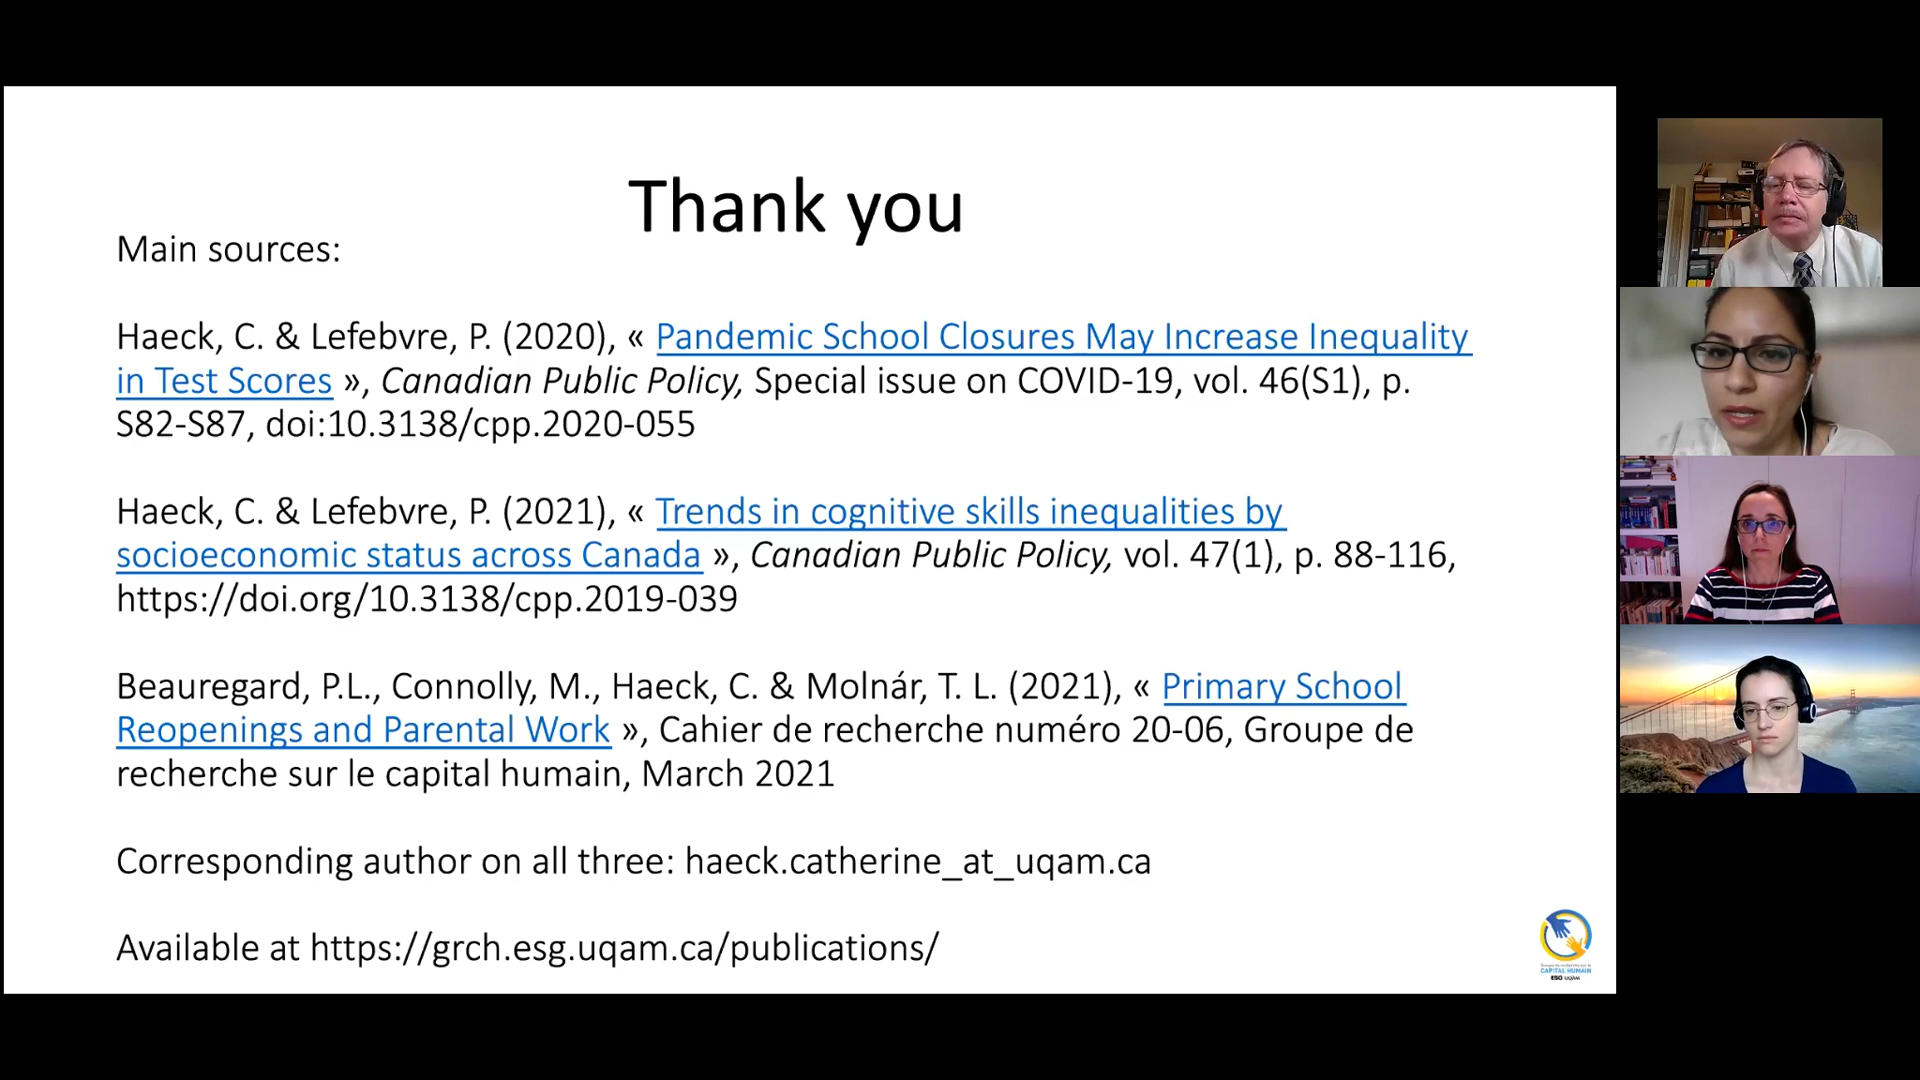 Thank you
Main sources:
Haeck, C. & Lefebvre, P. (2020), « Pandemic School Closures May Increase Inequality
in Test Scores », Canadian Public Policy, Special issue on COVID-19, vol. 46(S1), p.
S82-S87, doi:10.3138/cpp.2020-055
Haeck, C. & Lefebvre, P. (2021), « Trends in cognitive skills inequalities by
socioeconomic status across Canada », Canadian Public Policy, vol. 47(1), p. 88-116,
https://doi.org/10.3138/cpp.2019-039
Beauregard, P.L., Connolly, M., Haeck, C. & Molnár, T. L. (2021), « Primary School
Reopenings and Parental Work », Cahier de recherche numéro 20-06, Groupe de
recherche sur le capital humain, March 2021
Corresponding author on all three: haeck.catherine_at_uqam.ca
Available at https://grch.esg.uqam.ca/publications/
CAPITAL HUMAIN
ESG UQAM